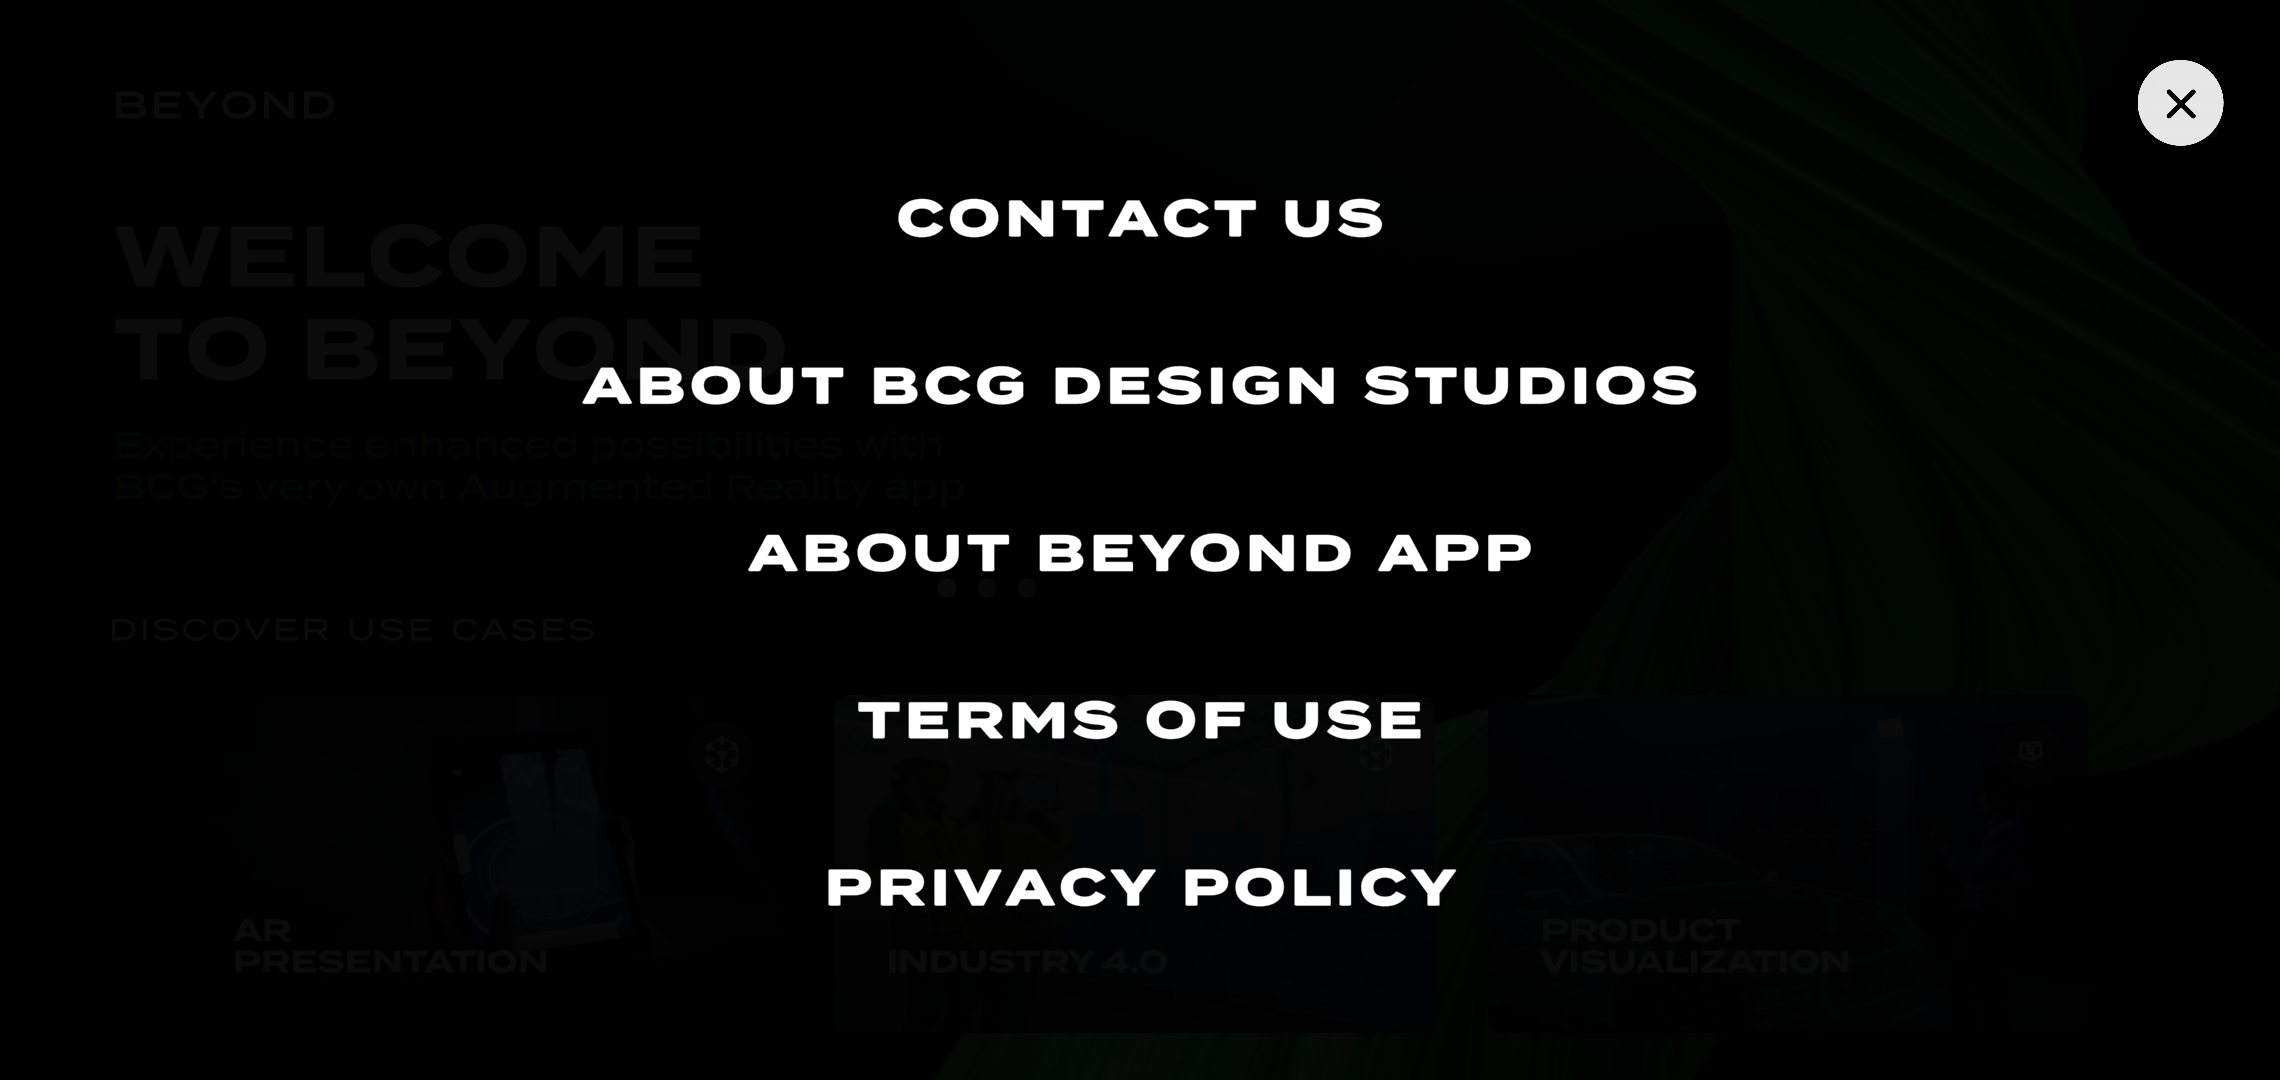 BEYOND
CONTACT US
WELCOME
TO BEYOND
ABOUT BCG DESIGN STUDIOS
Experience enhanced possibilities with
BCG's very own Augmented Reality app
ABOUT BEYOND APP
DISCOVER USE CASES
TERMS OF USE
PRIVACY POLICY
AR
PRESENTATION
INDUSTRY 4.0
PRODUCT
VISUALIZATION